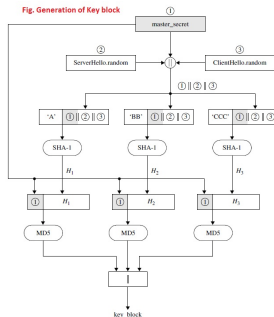 Fig. Generation of Key block
①
master_secret
② ③
ServerHello.random || ClientHello.random
① || ② || ③
'A' ① || ② || ③ 'BB' ① || ② || ③ 'CCC' ① || ② || ③
SHA-1 SHA-1 SHA-1
H1 H2 H3
① H1 ① H2 ① H3
MD5 MD5 MD5
||
key_block